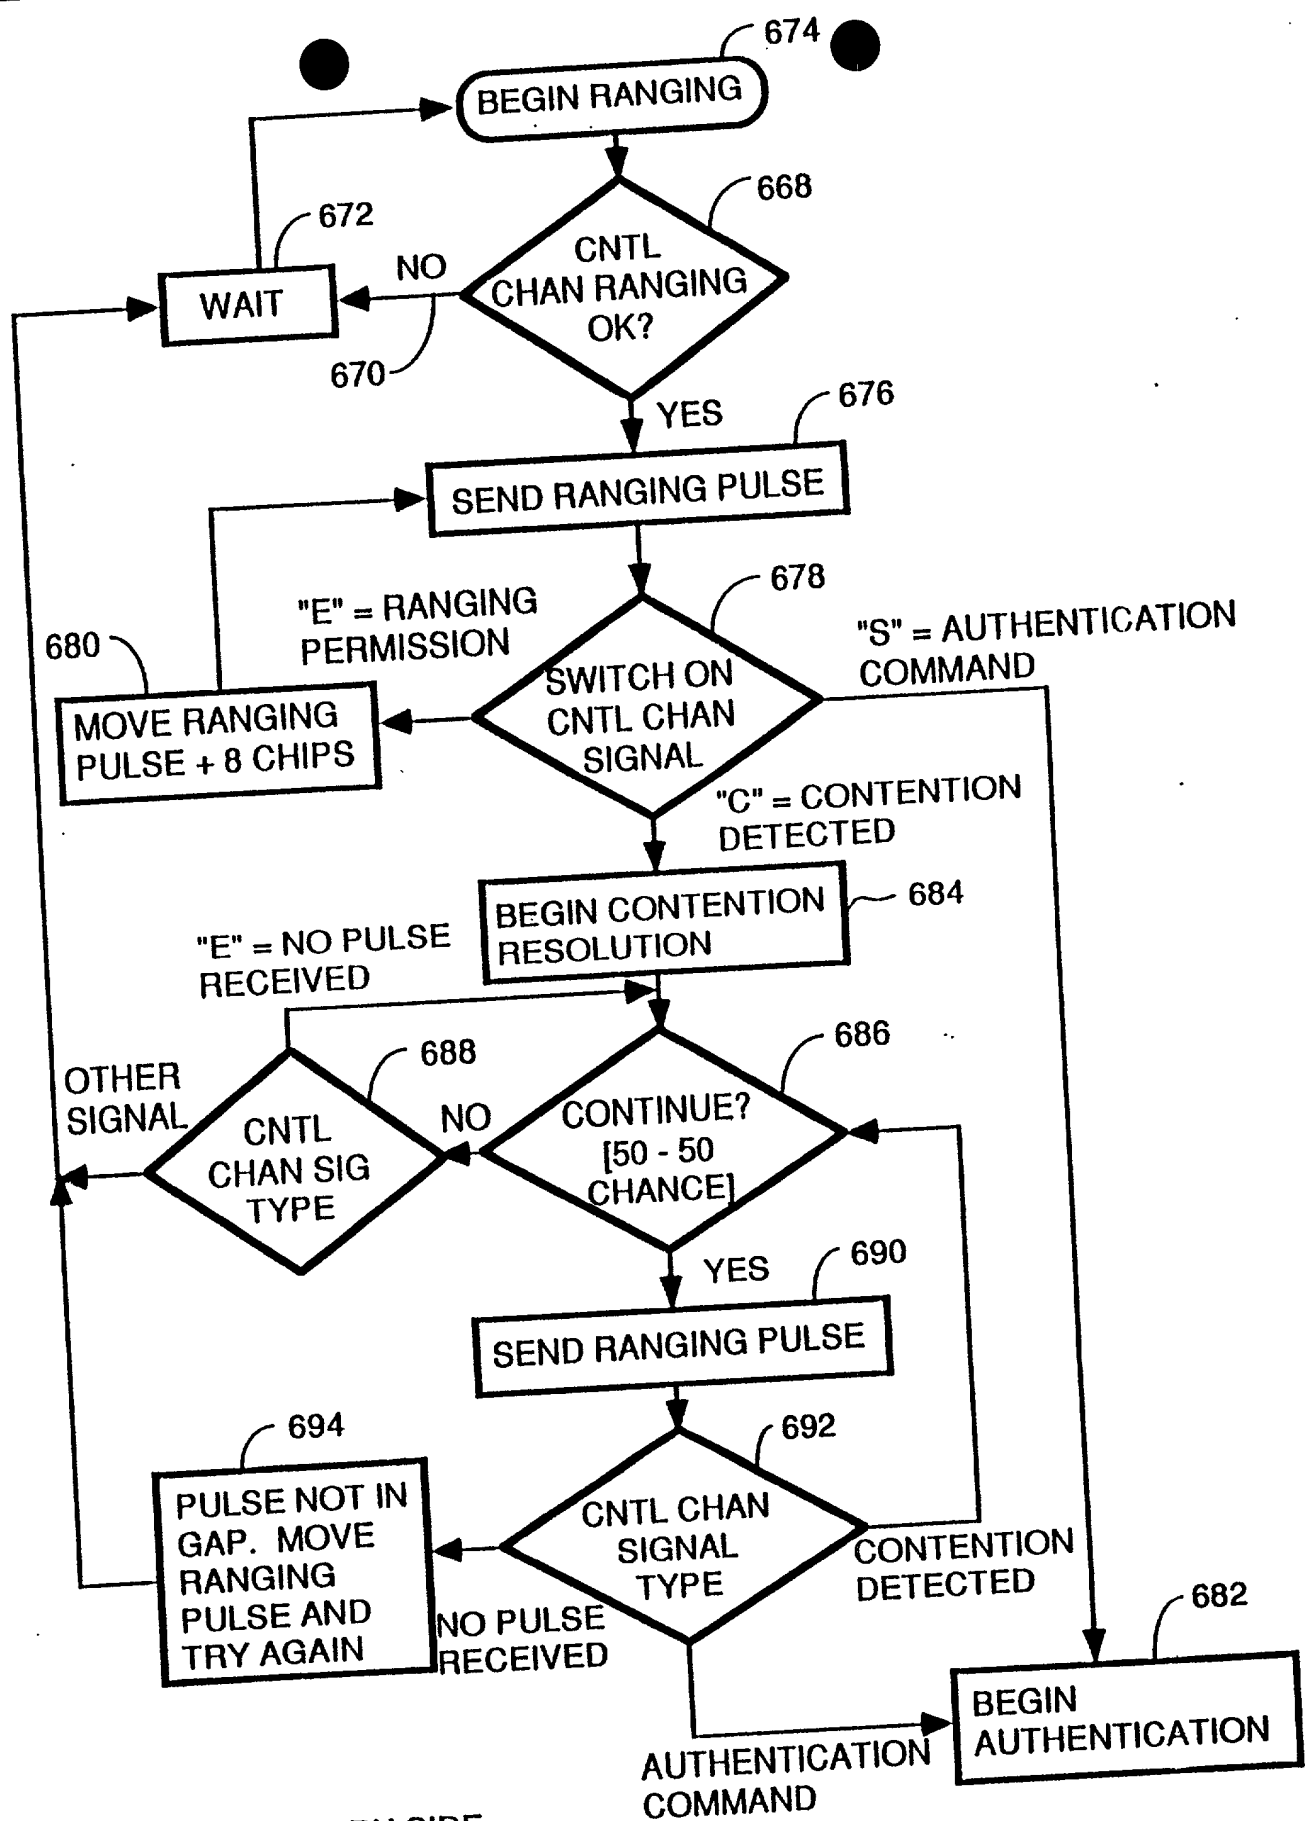 674
BEGIN RANGING
668
672
CNTL
CHAN RANGING
OK?
NO
WAIT
670
YES
676
SEND RANGING PULSE
678
"E" = RANGING
PERMISSION
"S" = AUTHENTICATION
COMMAND
680
SWITCH ON
CNTL CHAN
SIGNAL
MOVE RANGING
PULSE + 8 CHIPS
"C" = CONTENTION
DETECTED
684
BEGIN CONTENTION
RESOLUTION
"E" = NO PULSE
RECEIVED
686
688
OTHER
SIGNAL
CNTL
CHAN SIG
TYPE
NO
CONTINUE?
[50 - 50
CHANCE]
YES
690
SEND RANGING PULSE
694
692
PULSE NOT IN
GAP. MOVE
RANGING
PULSE AND
TRY AGAIN
CNTL CHAN
SIGNAL
TYPE
CONTENTION
DETECTED
NO PULSE
RECEIVED
682
BEGIN
AUTHENTICATION
AUTHENTICATION
COMMAND